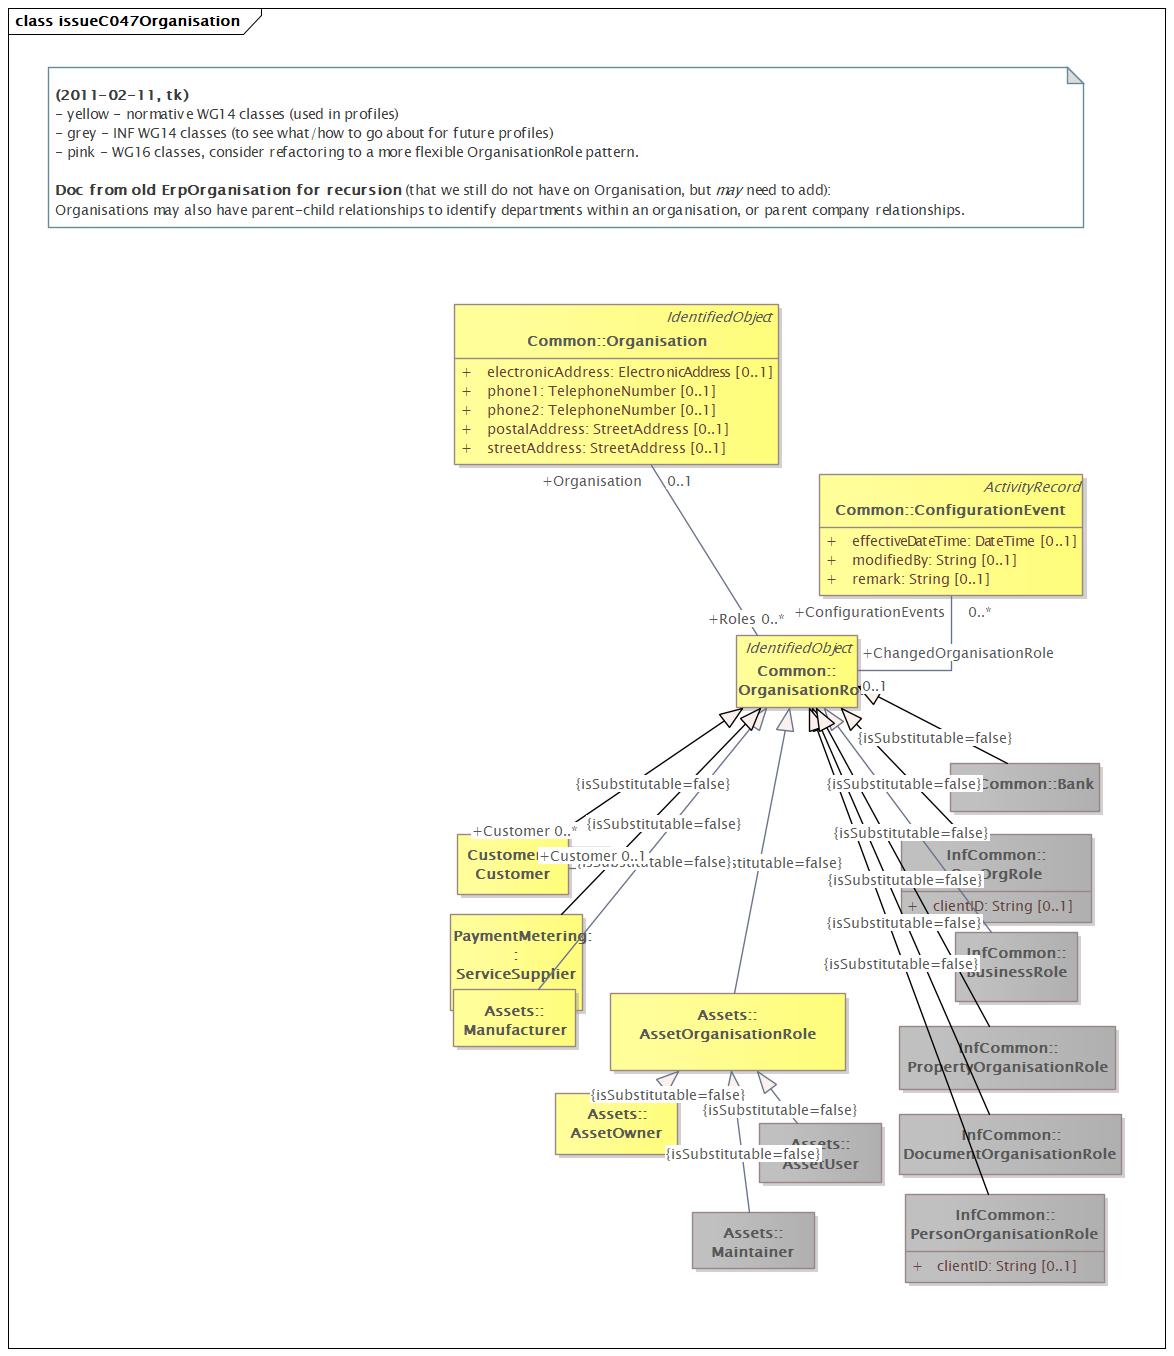 class issueC047Organisation
(2011-02-11, tk)
- yellow - normative WG14 classes (used in profiles)
- grey - INF WG14 classes (to see what/how to go about for future profiles)
- pink - WG16 classes, consider refactoring to a more flexible OrganisationRole pattern.
Doc from old ErpOrganisation for recursion (that we still do not have on Organisation, but may need to add):
Organisations may also have parent-child relationships to identify departments within an organisation, or parent company relationships.
IdentifiedObject
Common::Organisation
+ electronicAddress: ElectronicAddress [0..1]
+ phone1: TelephoneNumber [0..1]
+ phone2: TelephoneNumber [0..1]
+ postalAddress: StreetAddress [0..1]
+ streetAddress: StreetAddress [0..1]
+Organisation 0..1
ActivityRecord
Common::ConfigurationEvent
+ effectiveDateTime: DateTime [0..1]
+ modifiedBy: String [0..1]
+ remark: String [0..1]
+Roles 0..*
+ConfigurationEvents 0..*
IdentifiedObject
Common::
OrganisationRo
+ChangedOrganisationRole
0..1
{isSubstitutable=false}
Common::Bank
{isSubstitutable=false}
{isSubstitutable=false}
+Customer 0..*
{isSubstitutable=false}
{isSubstitutable=false}
Custome
Customer
+Customer 0..1
{isSubstitutable=false}
stitutable=false}
InfCommon::
OrgRole
+ clientID: String [0..1]
{isSubstitutable=false}
{isSubstitutable=false}
{isSubstitutable=false}
PaymentMetering:
:
ServiceSupplier
InfCommon::
BusinessRole
Assets::
Manufacturer
Assets::
AssetOrganisationRole
InfCommon::
PropertyOrganisationRole
{isSubstitutable=false}
{isSubstitutable=false}
{isSubstitutable=false}
Assets::
AssetOwner
Assets::
AssetUser
InfCommon::
DocumentOrganisationRole
Assets::
Maintainer
InfCommon::
PersonOrganisationRole
+ clientID: String [0..1]